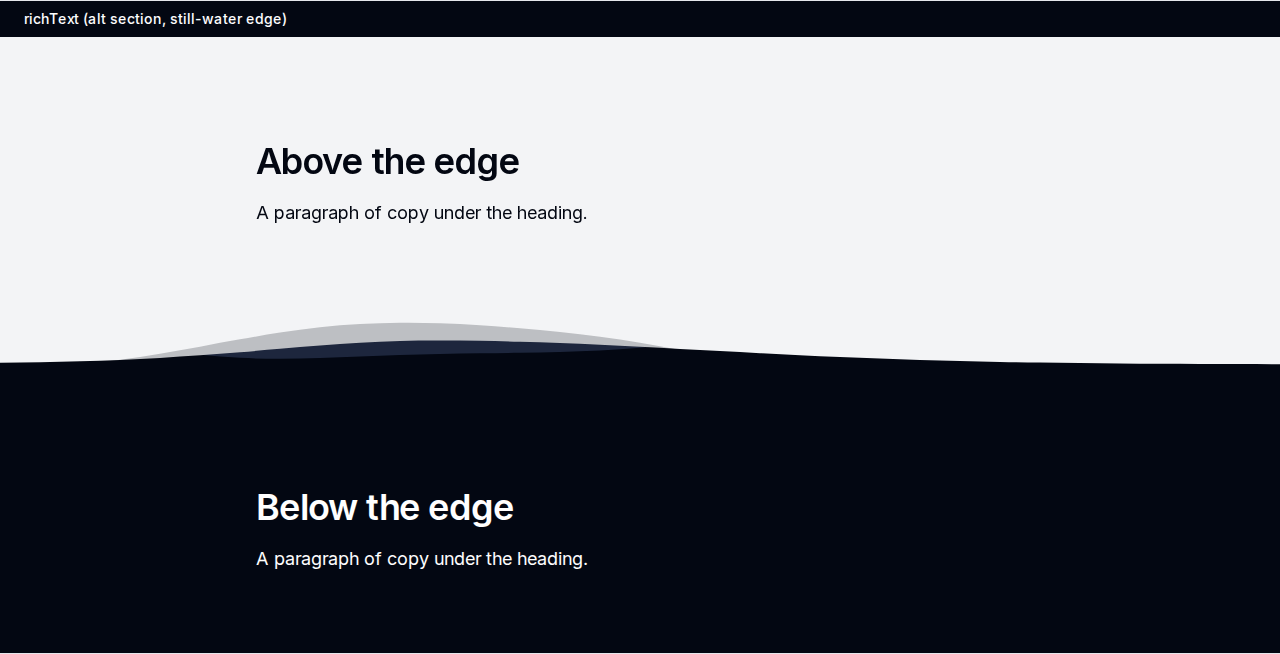 richText (alt section, still-water edge)
Above the edge
A paragraph of copy under the heading.
Below the edge
A paragraph of copy under the heading.